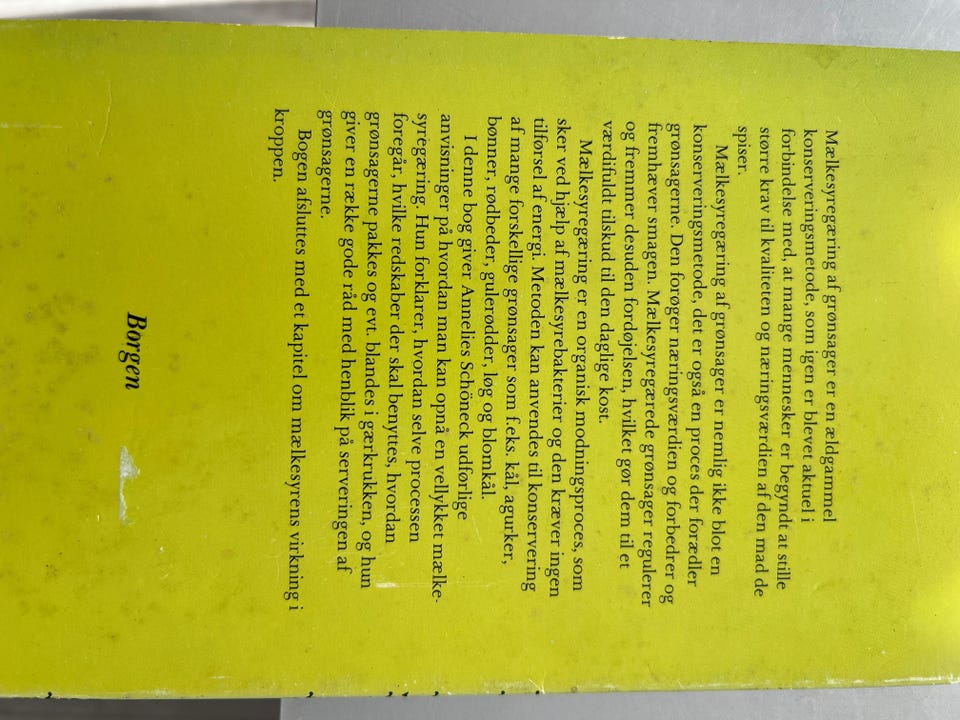 Mælkesyregæring af grønsager er en ældgammel
konserveringsmetode, som igen er blevet aktuel i
forbindelse med, at mange mennesker er begyndt at stille
større krav til kvaliteten og næringsværdien af den mad de
spiser.
Mælkesyregæring af grønsager er nemlig ikke blot en
konserveringsmetode, det er også en proces der forædler
grønsagerne. Den forøger næringsværdien og forbedrer og
fremhæver smagen. Mælkesyregærede grønsager regulerer
og fremmer desuden fordøjelsen, hvilket gør dem til et
værdifuldt tilskud til den daglige kost.
Mælkesyregæring er en organisk modningsproces, som
sker ved hjælp af mælkesyrebakterier og den kræver ingen
tilførsel af energi. Metoden kan anvendes til konservering
af mange forskellige grønsager som f.eks. kål, agurker,
bønner, rødbeder, gulerødder, løg og blomkål.
I denne bog giver Annelies Schöneck udførlige
anvisninger på hvordan man kan opnå en vellykket mælke-
syregæring. Hun forklarer, hvordan selve processen
foregår, hvilke redskaber der skal benyttes, hvordan
grønsagerne pakkes og evt. blandes i gærkrukken, og hun
giver en række gode råd med henblik på serveringen af
grønsagerne.
Bogen afsluttes med et kapitel om mælkesyrens virkning i
kroppen.
Borgen